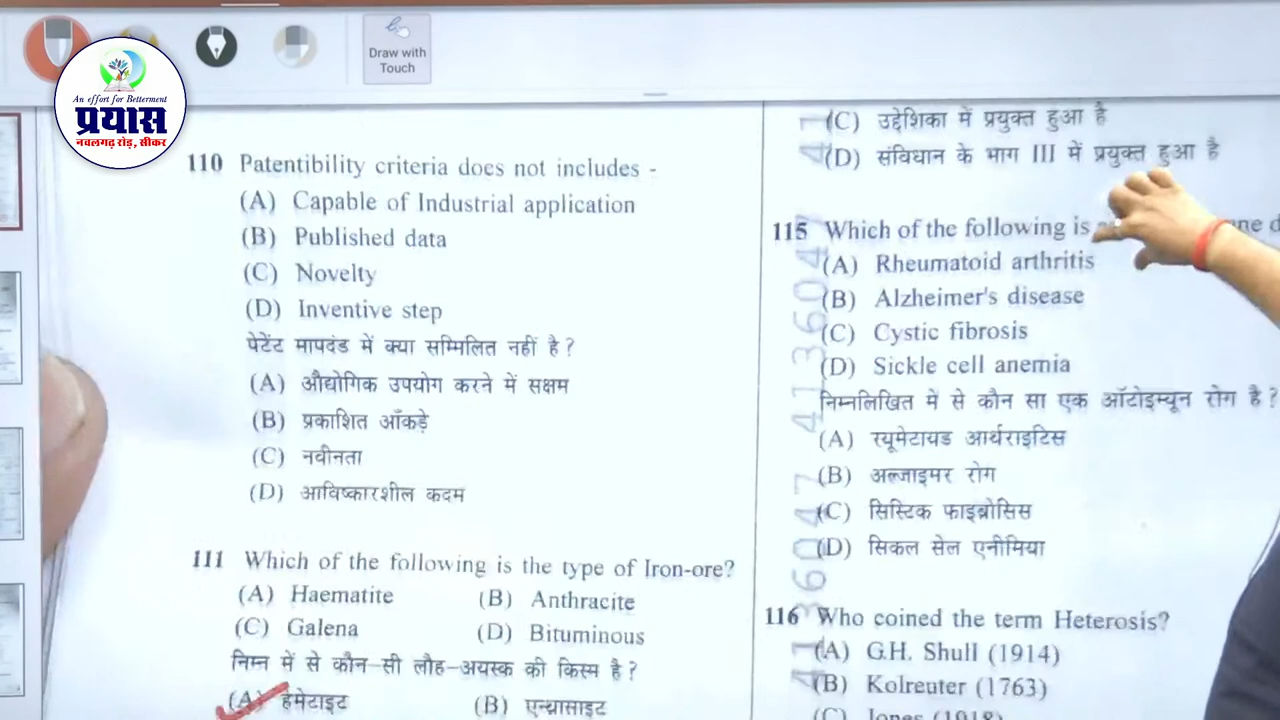 Draw with
Touch
An effort for Betterment
प्रयास
नवलगढ़ रोड़, सीकर
110 Patentibility criteria does not includes -
(A) Capable of Industrial application
(B) Published data
(C) Novelty
(D) Inventive step
पेटेंट मापदंड में क्या सम्मिलित नहीं है ?
(A) औद्योगिक उपयोग करने में सक्षम
(B) प्रकाशित आँकड़े
(C) नवीनता
(D) आविष्कारशील कदम
111 Which of the following is the type of Iron-ore?
(A) Haematite (B) Anthracite
(C) Galena (D) Bituminous
निम्न में से कौन-सी लौह-अयस्क की किस्म है ?
(A) हेमेटाइट (B) एन्थ्रासाइट
(C) उद्देशिका में प्रयुक्त हुआ है
(D) संविधान के भाग III में प्रयुक्त हुआ है
115 Which of the following is
(A) Rheumatoid arthritis
(B) Alzheimer's disease
(C) Cystic fibrosis
(D) Sickle cell anemia
निम्नलिखित में से कौन सा एक ऑटोइम्यून रोग है ?
(A) रयूमेटायड आर्थराइटिस
(B) अल्जाइमर रोग
(C) सिस्टिक फाइब्रोसिस
(D) सिकल सेल एनीमिया
116 Who coined the term Heterosis?
(A) G.H. Shull (1914)
(B) Kolreuter (1763)
(C) Jones (1918)